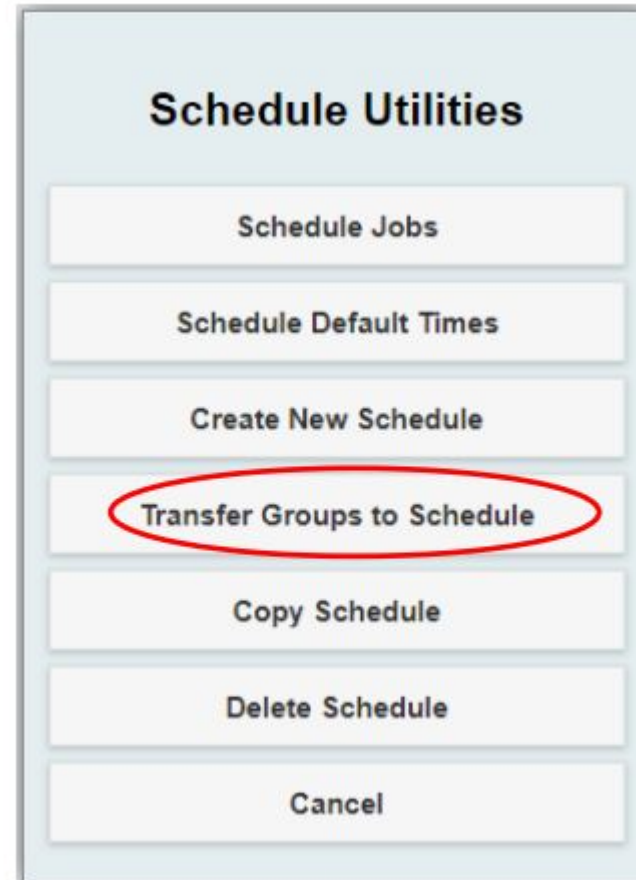 Schedule Utilities
Schedule Jobs
Schedule Default Times
Create New Schedule
Transfer Groups to Schedule
Copy Schedule
Delete Schedule
Cancel